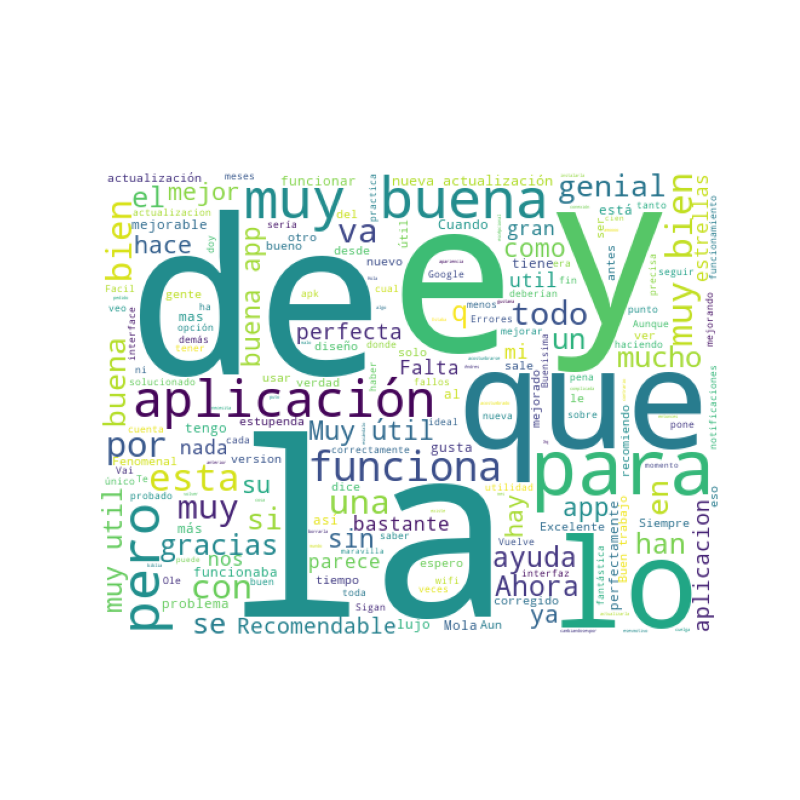 actualización
meses
funcionar
nueva actualización
genial
el
mejor
muy buena
practica
está
tanto
muy bien
estrellas
funcionamiento
bien
actualizacion
mejorable
seria
del
Cuando
gran
ser
hace
otro
bueno
desde
va
útil
nuevo
como
antes
de
e
y
doy
Facil
gente
buena app
apk
cual
Google
tiene
era
util
precisa
seguir
veo
ha
mas
menos
fin
deberian
q
todo
punto
mejorando
interface
opción
demás
perfecta
Errores
mejorar
un
Aunque
ver
mucho
tener
diseño
donde
solo
mi
sale
haciendo
buena
ni
solucionado
usar
verdad
haber
Falta
fallos
al
mejorado
Buenisima
pena
le
que
aplicación
estupenda
ideal
nueva
sobre
pone
notificaciones
tengo
Muy útil
gusta
recomiendo
por
nada
cada
correctamente
para
cuenta
version
funciona
Fenomenal
Vai
Te
anterior
la
utilidad
momento
eso
único
probado
esta
su
dice
una
hay
app
en
muy util
pero
más
muy
si
asi
bastante
Excelente
Siempre
aplicacion
gracias
sin
saber
Vuelve
lo
perfectamente
Buen trabajo
han
nos
parece
maravilla
espero
ayuda
fantástica
Ole
funcionaba
buen
con
tiempo
wifi
veces
Ahora
interfaz
problema
toda
Sigan
corregido
se
Recomendable
lujo
Mola
Aun
ya